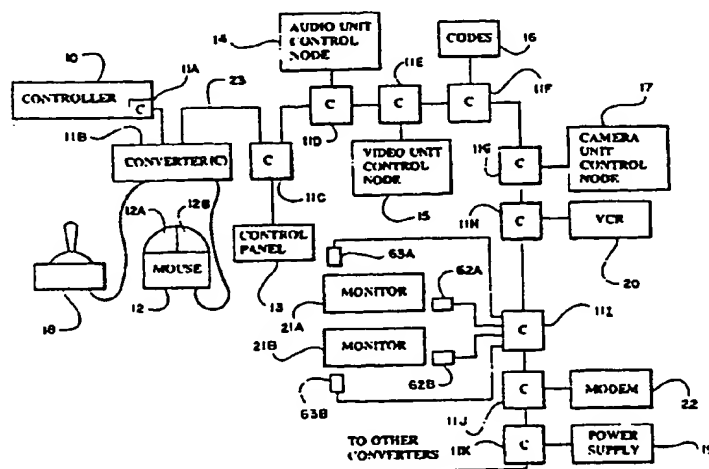 14
AUDIO UNIT
CONTROL
NODE
CODES
16
10
11A
23
11E
11F
17
CONTROLLER
C
11B
C
C
C
11D
CONVERTER(C)
C
11C
VIDEO UNIT
CONTROL
NODE
15
11G
C
CAMERA
UNIT
CONTROL
NODE
12A
12B
MOUSE
12
18
CONTROL
PANEL
13
11H
C
VCR
20
63A
62A
MONITOR
21A
C
11I
MONITOR
21B
62B
63B
C
11J
MODEM
22
TO OTHER
CONVERTERS
11K
C
POWER
SUPPLY
19